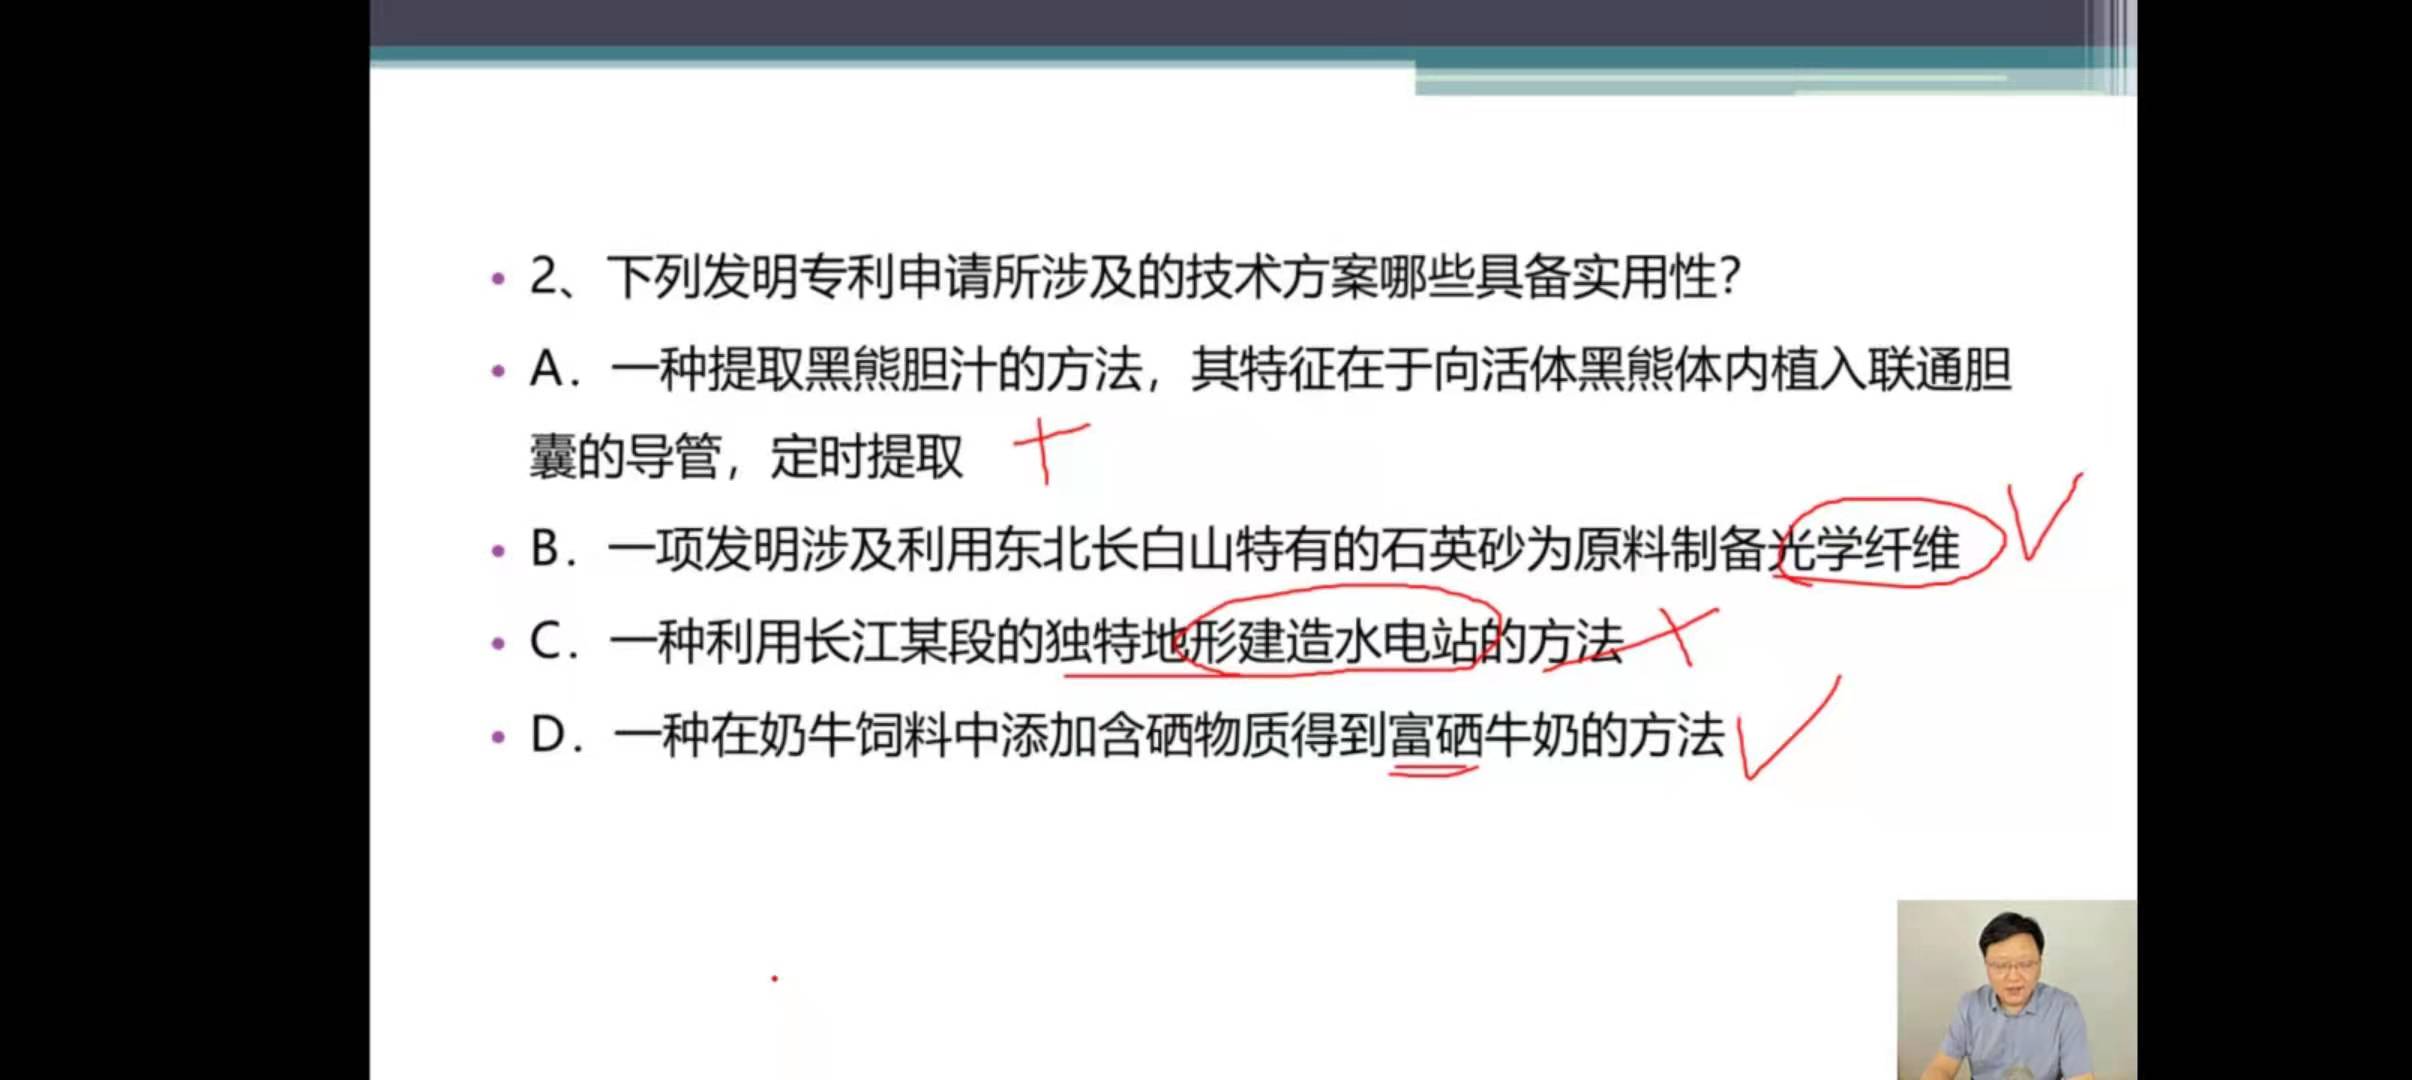 2、下列发明专利申请所涉及的技术方案哪些具备实用性?
A. 一种提取黑熊胆汁的方法，其特征在于向活体黑熊体内植入联通胆
囊的导管，定时提取
B. 一项发明涉及利用东北长白山特有的石英砂为原料制备光学纤维
C. 一种利用长江某段的独特地形建造水电站的方法
D. 一种在奶牛饲料中添加含硒物质得到富硒牛奶的方法